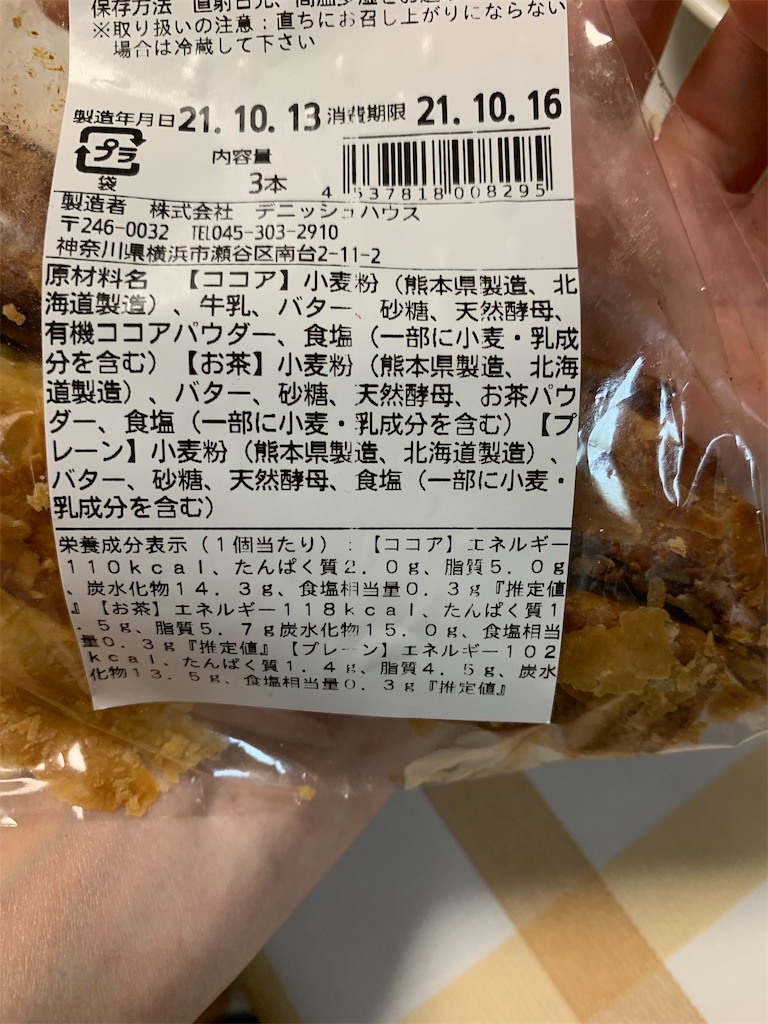 保存方法 直射日光、高温多湿を
※取り扱いの注意：直ちにお召し上がりにならない
場合は冷蔵して下さい
製造年月日21.10.13 消費期限 21.10.16
プラ
袋
内容量
3本
4 537818 008295
製造者 株式会社 デニッシュハウス
〒246-0032 TEL045-303-2910
神奈川県横浜市瀬谷区南台2-11-2
原材料名 【ココア】小麦粉（熊本県製造、北
海道製造）、牛乳、バター、砂糖、天然酵母、
有機ココアパウダー、食塩（一部に小麦・乳成
分を含む）【お茶】小麦粉（熊本県製造、北海
道製造）、バター、砂糖、天然酵母、お茶パウ
ダー、食塩（一部に小麦・乳成分を含む）【プ
レーン】小麦粉（熊本県製造、北海道製造）、
バター、砂糖、天然酵母、食塩（一部に小麦・
乳成分を含む）
栄養成分表示（１個当たり）：【ココア】エネルギー
１１０ｋｃａｌ、たんぱく質２．０ｇ、脂質５．０ｇ
、炭水化物１４．３ｇ、食塩相当量０．３ｇ『推定値
』【お茶】エネルギー１１８ｋｃａｌ、たんぱく質１
．５ｇ、脂質５．７ｇ炭水化物１５．０ｇ、食塩相当
量０．３ｇ『推定値』【プレーン】エネルギー１０２
ｋｃａｌ、たんぱく質１．４ｇ、脂質４．５ｇ、炭水
化物１３．５ｇ、食塩相当量０．３ｇ『推定値』